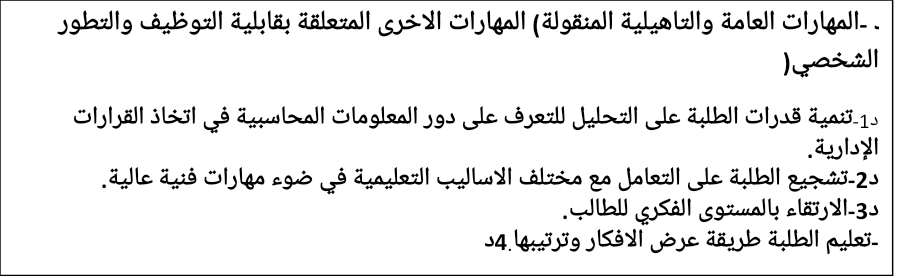 . -المهارات العامة والتاهيلية المنقولة( المهارات الاخرى المتعلقة بقابلية التوظيف والتطور
الشخصي(
د1-تنمية قدرات الطلبة على التحليل للتعرف على دور المعلومات المحاسبية في اتخاذ القرارات
الإدارية.
د2-تشجيع الطلبة على التعامل مع مختلف الاساليب التعليمية في ضوء مهارات فنية عالية.
د3-الارتقاء بالمستوى الفكري للطالب.
-تعليم الطلبة طريقة عرض الافكار وترتيبها.4د